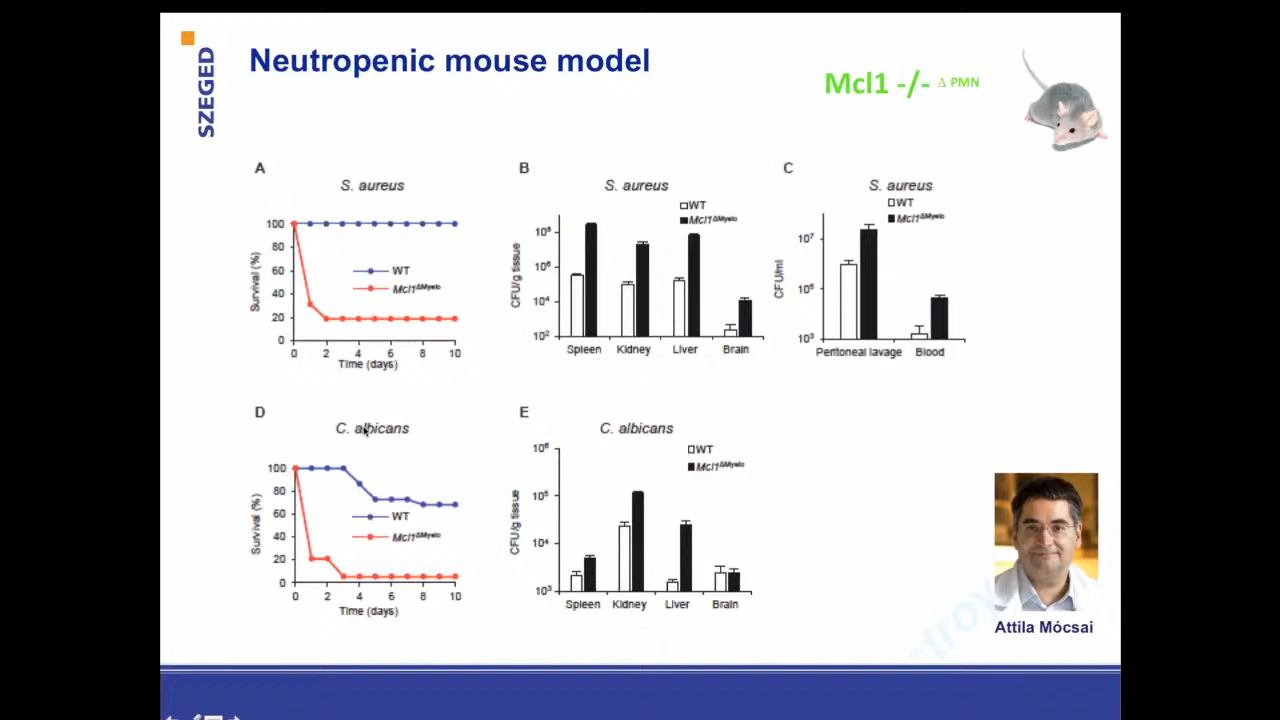 SZEGED
Neutropenic mouse model
Mcl1 -/- Δ PMN
A
S. aureus
100
80
60
40
20
0
Survival (%)
WT
Mcl1ΔMyelo
0 2 4 6 8 10
Time (days)
B
S. aureus
WT
Mcl1ΔMyelo
10⁸
10⁶
10⁴
10²
CFU/g tissue
Spleen Kidney Liver Brain
C
S. aureus
WT
Mcl1ΔMyelo
10⁷
10⁵
10³
CFU/ml
Peritoneal lavage Blood
D
C. albicans
100
80
60
40
20
0
Survival (%)
WT
Mcl1ΔMyelo
0 2 4 6 8 10
Time (days)
E
C. albicans
WT
Mcl1ΔMyelo
10⁶
10⁵
10⁴
10³
CFU/g tissue
Spleen Kidney Liver Brain
Attila Mócsai